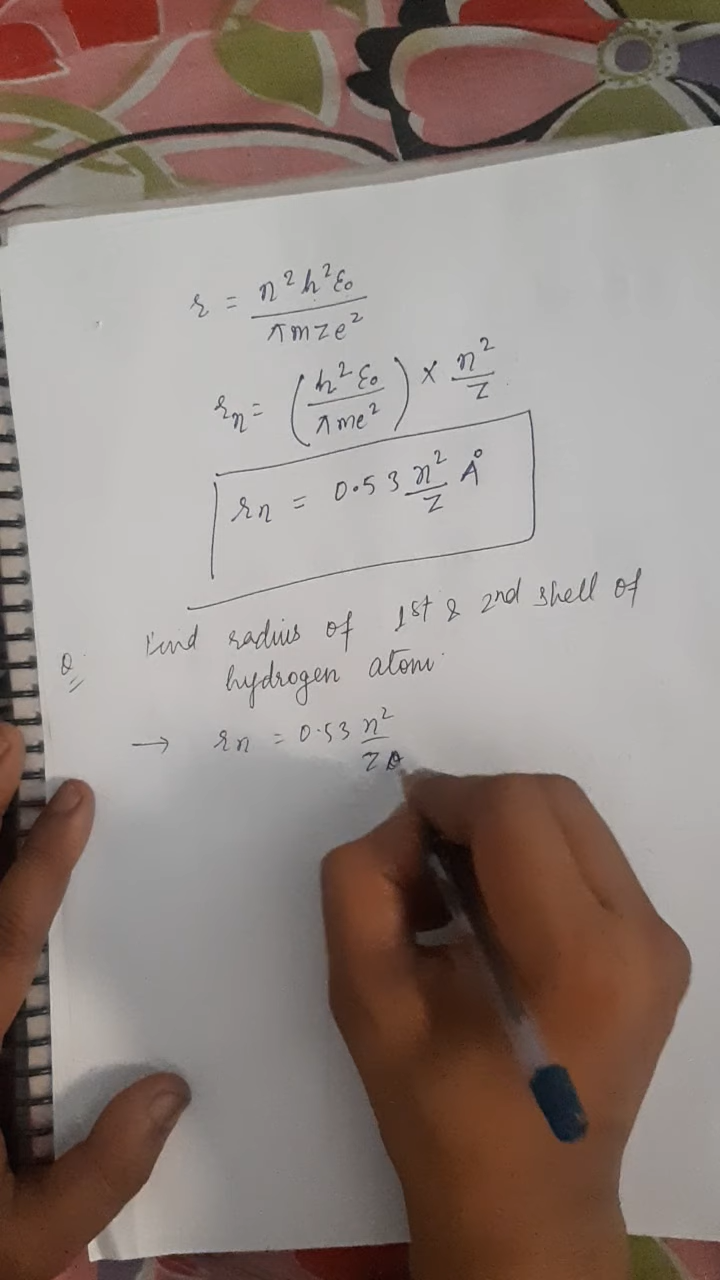 r = n²h²ε₀ / πmze²
rₙ = (h²ε₀ / πme²) × n²/Z
rn = 0.53 n²/Z Å
Q. Find radius of 1st & 2nd shell of
hydrogen atom.
→ rn = 0.53 n²/Z